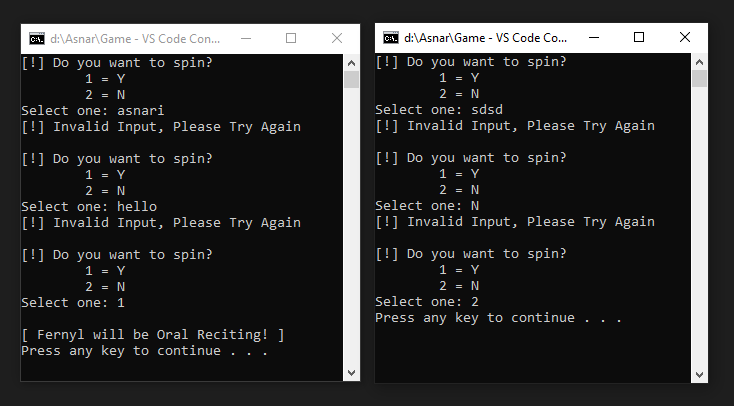 d:\Asnar\Game - VS Code Con...
[!] Do you want to spin?
1 = Y
2 = N
Select one: asnari
[!] Invalid Input, Please Try Again
[!] Do you want to spin?
1 = Y
2 = N
Select one: hello
[!] Invalid Input, Please Try Again
[!] Do you want to spin?
1 = Y
2 = N
Select one: 1
[ Fernyl will be Oral Reciting! ]
Press any key to continue . . .
d:\Asnar\Game - VS Code Co...
[!] Do you want to spin?
1 = Y
2 = N
Select one: sdsd
[!] Invalid Input, Please Try Again
[!] Do you want to spin?
1 = Y
2 = N
Select one: N
[!] Invalid Input, Please Try Again
[!] Do you want to spin?
1 = Y
2 = N
Select one: 2
Press any key to continue . . .